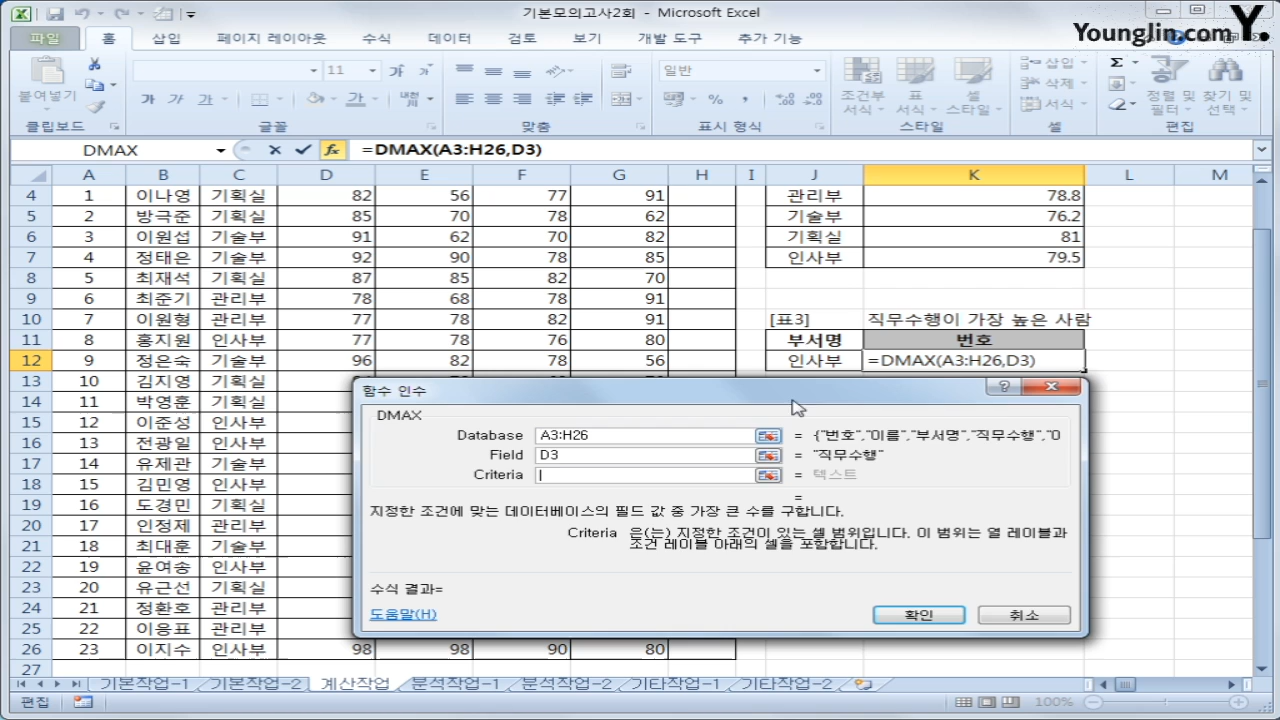 기본모의고사2회 - Microsoft Excel
Younglin.com Y.
파일 홈 삽입 페이지 레이아웃 수식 데이터 검토 보기 개발 도구 추가 기능
붙여넣기 11 가 가 일반 조건부 서식 표 서식 셀 스타일 삽입 삭제 서식 Σ 정렬 및 필터 찾기 및 선택
가 가 가 가 % ,
클립보드 글꼴 맞춤 표시 형식 스타일 셀 편집
DMAX fx =DMAX(A3:H26,D3)
A B C D E F G H I J K L M
4 1 이나영 기획실 82 56 77 91 관리부 78.8
5 2 방극준 기획실 85 70 78 62 기술부 76.2
6 3 이원섭 기술부 91 62 70 82 기획실 81
7 4 정태은 기술부 92 90 78 85 인사부 79.5
8 5 최재석 기획실 87 85 82 70
9 6 최준기 관리부 78 68 78 91
10 7 이원형 관리부 77 78 82 91 [표3] 직무수행이 가장 높은 사람
11 8 홍지원 인사부 77 78 76 80 부서명 번호
12 9 정은숙 기술부 96 82 78 56 인사부 =DMAX(A3:H26,D3)
13 10 김지영 기획실
14 11 박영훈 기획실
15 12 이준성 인사부
16 13 전광일 인사부
17 14 유제관 기술부
18 15 김민영 인사부
19 16 도경민 기획실
20 17 인정제 관리부
21 18 최대훈 기술부
22 19 윤여송 인사부
23 20 유근선 기획실
24 21 정환호 관리부
25 22 이응표 관리부
26 23 이지수 인사부 98 98 90 80
27
함수 인수
DMAX
Database A3:H26 = {"번호","이름","부서명","직무수행","0
Field D3 = "직무수행"
Criteria = 텍스트
=
지정한 조건에 맞는 데이터베이스의 필드 값 중 가장 큰 수를 구합니다.
Criteria 은(는) 지정한 조건이 있는 셀 범위입니다. 이 범위는 열 레이블과
조건 레이블 아래의 셀을 포함합니다.
수식 결과=
도움말(H) 확인 취소
기본작업-1 기본작업-2 계산작업 분석작업-1 분석작업-2 기타작업-1 기타작업-2
편집 100%